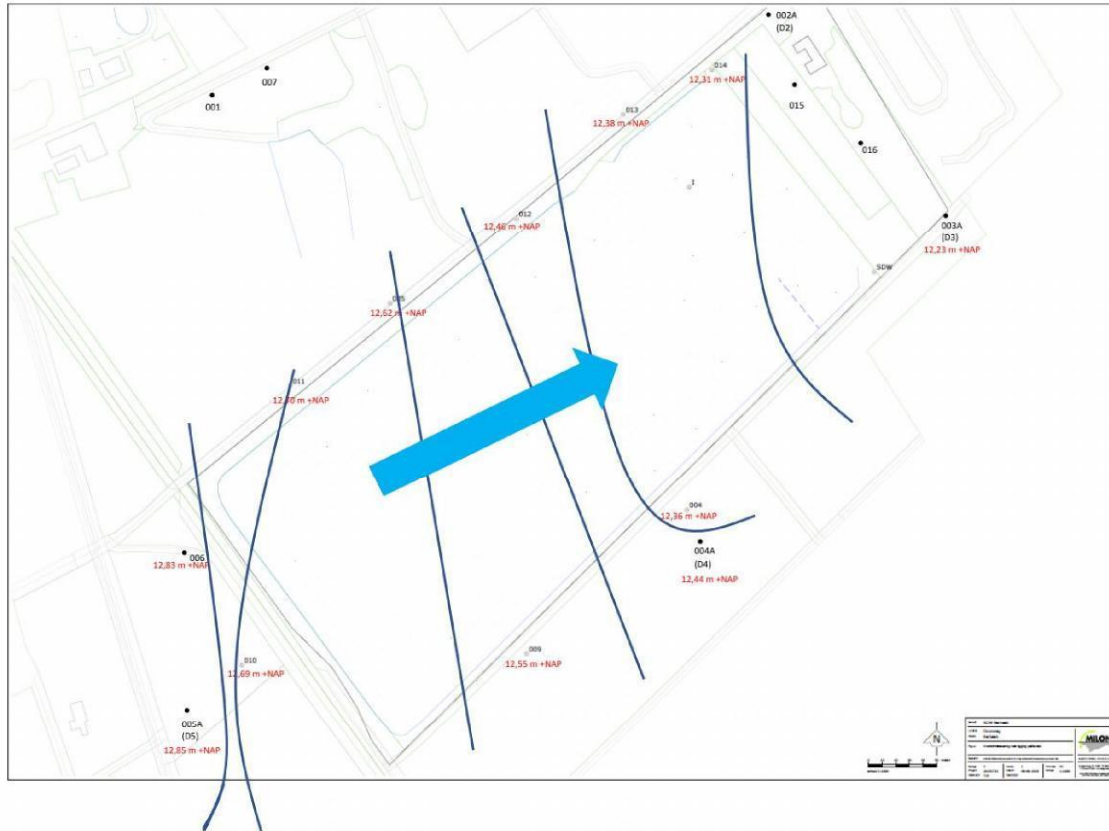 002A
(D2)
014
12,31 m +NAP
007
001
015
013
12,38 m +NAP
016
I
012
12,46 m +NAP
003A
(D3)
12,23 m +NAP
SDW
005
12,62 m +NAP
011
004
12,36 m +NAP
004A
(D4)
12,44 m +NAP
006
12,83 m +NAP
009
12,55 m +NAP
010
12,69 m +NAP
005A
(D5)
12,85 m +NAP
N
MILON